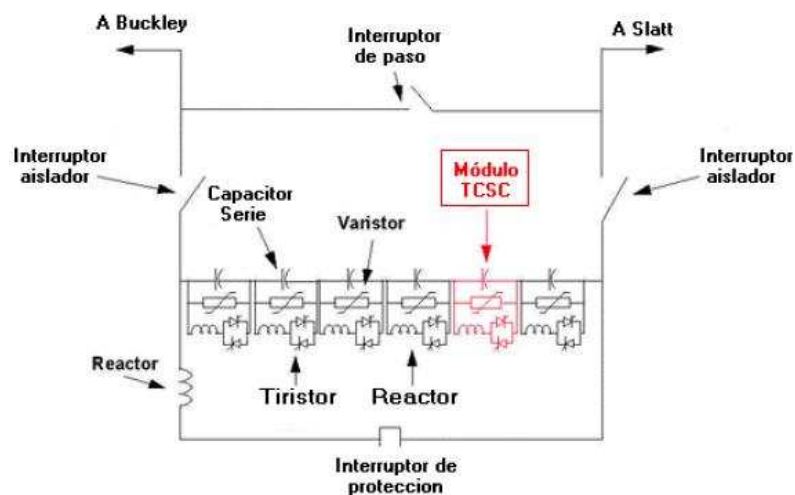 A Buckley
A Slatt
Interruptor
de paso
Interruptor
aislador
Módulo
TCSC
Interruptor
aislador
Capacitor
Serie
Varistor
Reactor
Tiristor
Reactor
Interruptor de
proteccion